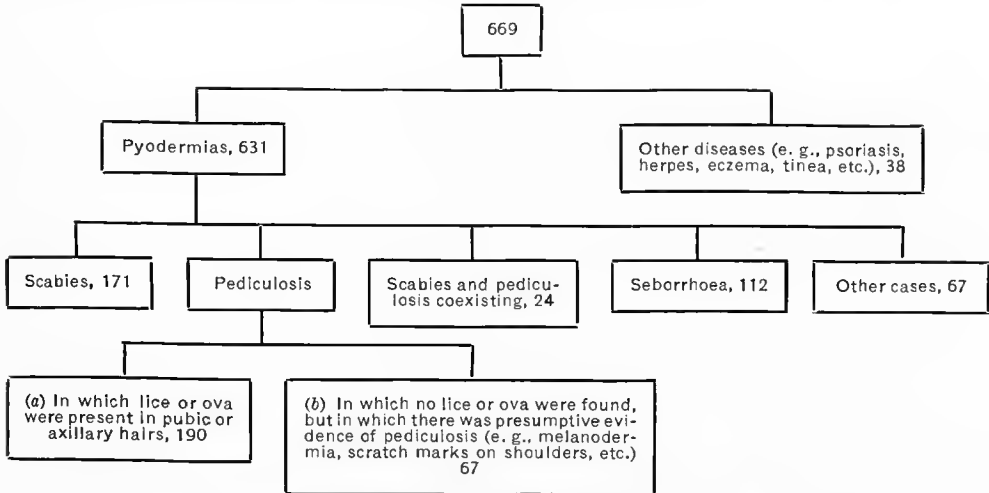 669
Pyodermias, 631
Other diseases (e. g., psoriasis,
herpes, eczema, tinea, etc.), 38
Scabies, 171
Pediculosis
Scabies and pedicu-
losis coexisting, 24
Seborrhoea, 112
Other cases, 67
(a) In which lice or ova
were present in pubic or
axillary hairs, 190
(b) In which no lice or ova were found,
but in which there was presumptive evi-
dence of pediculosis (e. g., melanoder-
mia, scratch marks on shoulders, etc.)
67